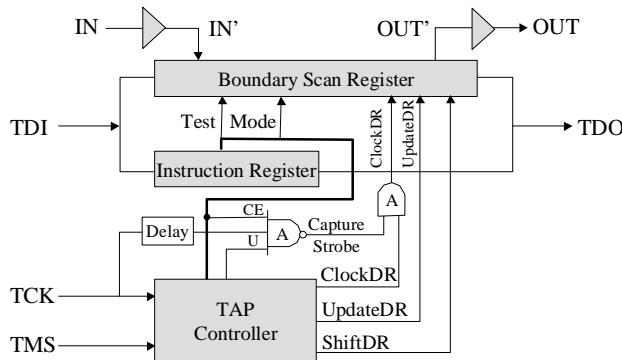 IN
IN'
OUT'
OUT
Boundary Scan Register
TDI
Test
Mode
ClockDR
UpdateDR
TDO
Instruction Register
A
CE
Delay
A
Capture
U
Strobe
ClockDR
TCK
TAP
UpdateDR
Controller
TMS
ShiftDR